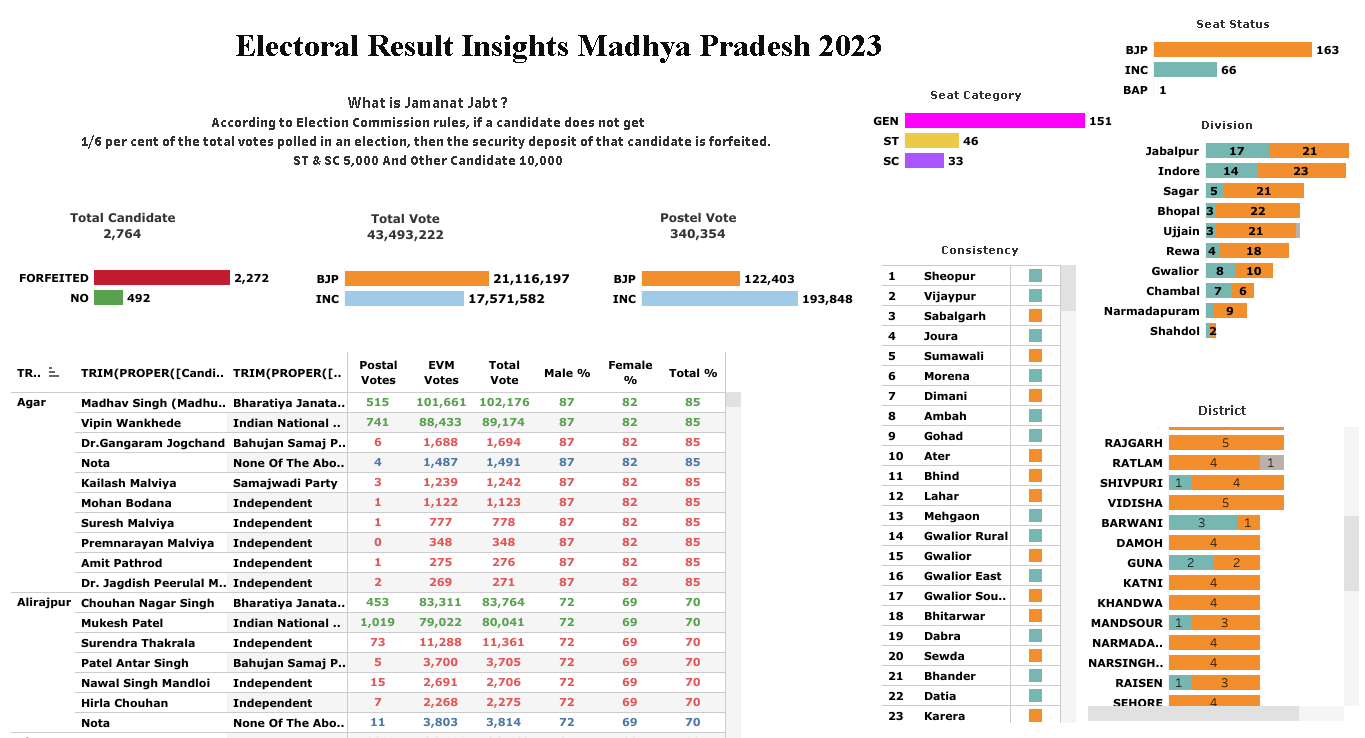 Electoral Result Insights Madhya Pradesh 2023
What is Jamanat Jabt ?
According to Election Commission rules, if a candidate does not get
1/6 per cent of the total votes polled in an election, then the security deposit of that candidate is forfeited.
ST & SC 5,000 And Other Candidate 10,000
Seat Status
BJP 163
INC 66
BAP 1
Seat Category
GEN 151
ST 46
SC 33
Division
Jabalpur 17 21
Indore 14 23
Sagar 5 21
Bhopal 3 22
Ujjain 3 21
Rewa 4 18
Gwalior 8 10
Chambal 7 6
Narmadapuram 9
Shahdol 2
Total Candidate
2,764
FORFEITED 2,272
NO 492
Total Vote
43,493,222
BJP 21,116,197
INC 17,571,582
Postel Vote
340,354
BJP 122,403
INC 193,848
TR.. TRIM(PROPER([Candi.. TRIM(PROPER([.. Postal Votes EVM Votes Total Vote Male % Female % Total %
Agar Madhav Singh (Madhu.. Bharatiya Janata.. 515 101,661 102,176 87 82 85
Vipin Wankhede Indian National .. 741 88,433 89,174 87 82 85
Dr.Gangaram Jogchand Bahujan Samaj P.. 6 1,688 1,694 87 82 85
Nota None Of The Abo.. 4 1,487 1,491 87 82 85
Kailash Malviya Samajwadi Party 3 1,239 1,242 87 82 85
Mohan Bodana Independent 1 1,122 1,123 87 82 85
Suresh Malviya Independent 1 777 778 87 82 85
Premnarayan Malviya Independent 0 348 348 87 82 85
Amit Pathrod Independent 1 275 276 87 82 85
Dr. Jagdish Peerulal M.. Independent 2 269 271 87 82 85
Alirajpur Chouhan Nagar Singh Bharatiya Janata.. 453 83,311 83,764 72 69 70
Mukesh Patel Indian National .. 1,019 79,022 80,041 72 69 70
Surendra Thakrala Independent 73 11,288 11,361 72 69 70
Patel Antar Singh Bahujan Samaj P.. 5 3,700 3,705 72 69 70
Nawal Singh Mandloi Independent 15 2,691 2,706 72 69 70
Hirla Chouhan Independent 7 2,268 2,275 72 69 70
Nota None Of The Abo.. 11 3,803 3,814 72 69 70
Consistency
1 Sheopur
2 Vijaypur
3 Sabalgarh
4 Joura
5 Sumawali
6 Morena
7 Dimani
8 Ambah
9 Gohad
10 Ater
11 Bhind
12 Lahar
13 Mehgaon
14 Gwalior Rural
15 Gwalior
16 Gwalior East
17 Gwalior Sou..
18 Bhitarwar
19 Dabra
20 Sewda
21 Bhander
22 Datia
23 Karera
District
RAJGARH 5
RATLAM 4 1
SHIVPURI 1 4
VIDISHA 5
BARWANI 3 1
DAMOH 4
GUNA 2 2
KATNI 4
KHANDWA 4
MANDSOUR 1 3
NARMADA.. 4
NARSINGH.. 4
RAISEN 1 3
SEHORE 4